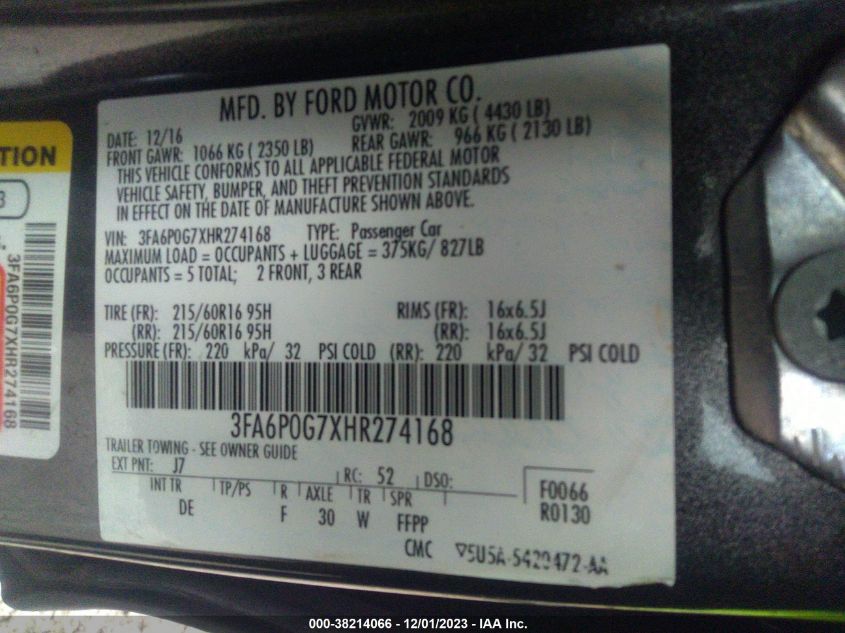 MFD. BY FORD MOTOR CO.
DATE: 12/16 GVWR: 2009 KG ( 4430 LB)
FRONT GAWR: 1066 KG ( 2350 LB) REAR GAWR: 966 KG ( 2130 LB)
THIS VEHICLE CONFORMS TO ALL APPLICABLE FEDERAL MOTOR
VEHICLE SAFETY, BUMPER, AND THEFT PREVENTION STANDARDS
IN EFFECT ON THE DATE OF MANUFACTURE SHOWN ABOVE.
VIN: 3FA6P0G7XHR274168 TYPE: Passenger Car
MAXIMUM LOAD = OCCUPANTS + LUGGAGE = 375KG/ 827LB
OCCUPANTS = 5 TOTAL; 2 FRONT, 3 REAR
TIRE (FR): 215/60R16 95H RIMS (FR): 16x6.5J
(RR): 215/60R16 95H (RR): 16x6.5J
PRESSURE (FR): 220 kPa/ 32 PSI COLD (RR): 220 kPa/ 32 PSI COLD
3FA6P0G7XHR274168
TRAILER TOWING - SEE OWNER GUIDE
EXT PNT: J7 RC: 52 DSO:
INT TR TP/PS R AXLE TR SPR
DE F 30 W FFPP
F0066
R0130
CMC 5U5A-5420472-AA
TION
3
3FA6P0G7XHR274168
000-38214066 - 12/01/2023 - IAA Inc.